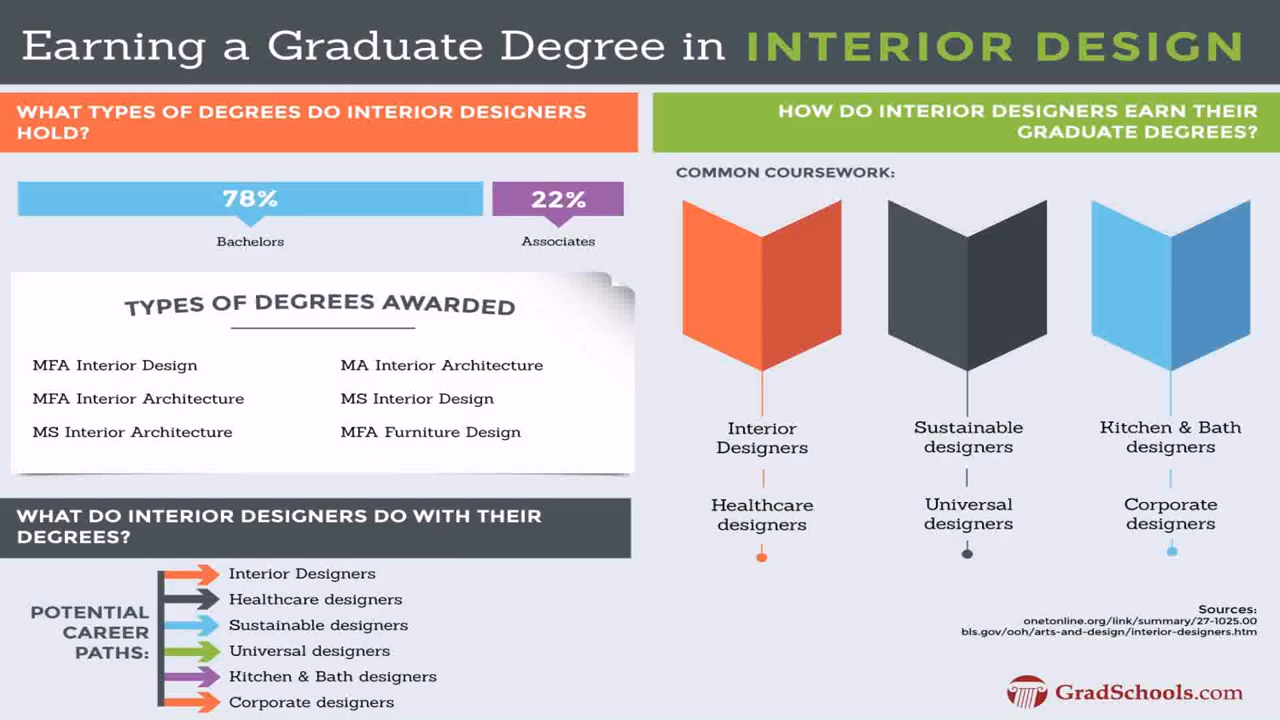 Earning a Graduate Degree in INTERIOR DESIGN
WHAT TYPES OF DEGREES DO INTERIOR DESIGNERS
HOLD?
78%
22%
Bachelors
Associates
TYPES OF DEGREES AWARDED
MFA Interior Design
MA Interior Architecture
MFA Interior Architecture
MS Interior Design
MS Interior Architecture
MFA Furniture Design
WHAT DO INTERIOR DESIGNERS DO WITH THEIR
DEGREES?
POTENTIAL
CAREER
PATHS:
Interior Designers
Healthcare designers
Sustainable designers
Universal designers
Kitchen & Bath designers
Corporate designers
HOW DO INTERIOR DESIGNERS EARN THEIR
GRADUATE DEGREES?
COMMON COURSEWORK:
Interior
Designers
Sustainable
designers
Kitchen & Bath
designers
Healthcare
designers
Universal
designers
Corporate
designers
Sources:
onetonline.org/link/summary/27-1025.00
bls.gov/ooh/arts-and-design/interior-designers.htm
GradSchools.com